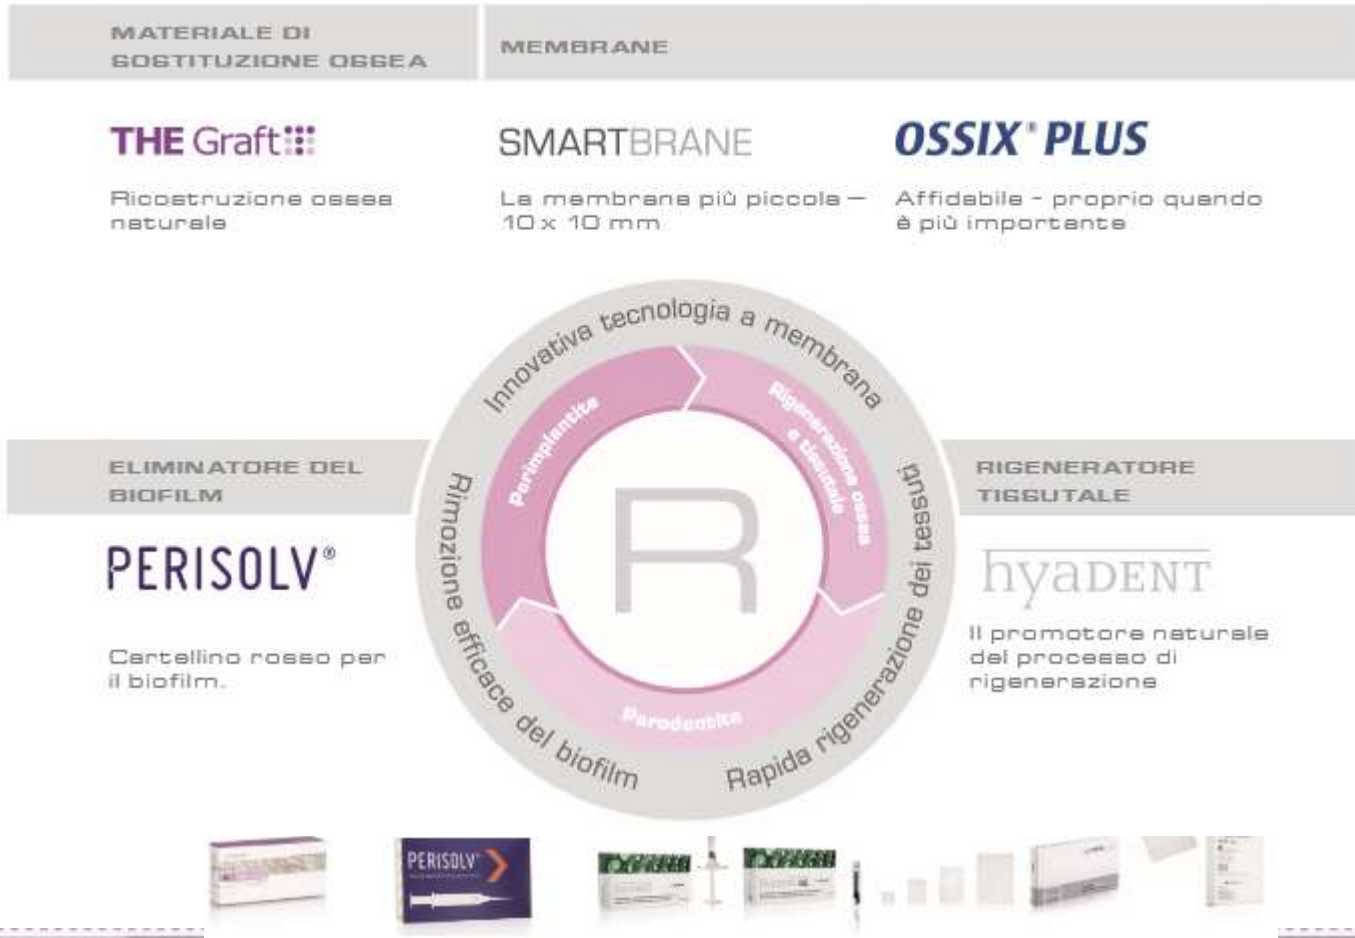 MATERIALE DI
SOSTITUZIONE OSSEA
MEMBRANE
THE Graft
SMARTBRANE
OSSIX® PLUS
Ricostruzione ossea
naturale
La membrana più piccola –
10 x 10 mm
Affidabile - proprio quando
è più importante
Innovativa tecnologia a membrana
Perimplantite
Rigenerazione ossea
e tissutale
R
ELIMINATORE DEL
BIOFILM
RIGENERATORE
TISSUTALE
PERISOLV®
hyaDENT
Cartellino rosso per
il biofilm.
Il promotore naturale
del processo di
rigenerazione
Rimozione efficace del biofilm
Rapida rigenerazione dei tessuti
Parodontite
PERISOLV